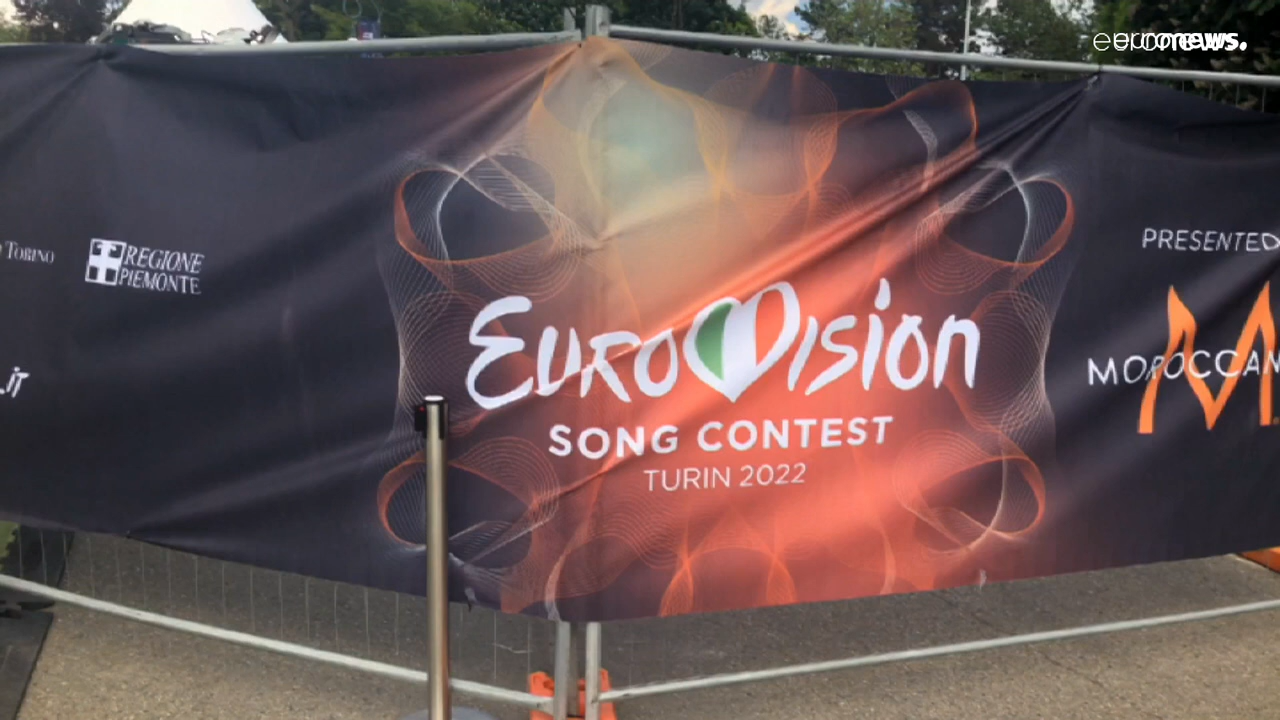 euronews.
TORINO
REGIONE
PIEMONTE
.IT
EUROVISION
SONG CONTEST
TURIN 2022
PRESENTED
MOROCCAN
M